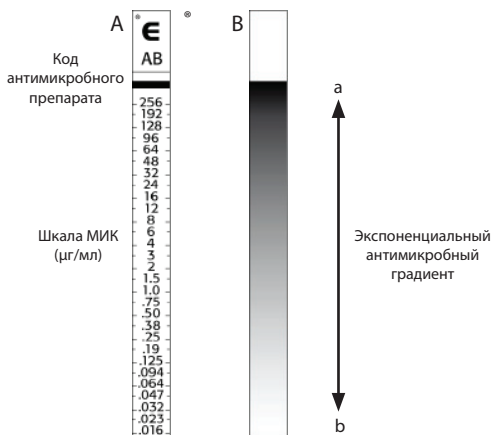 A
B
®
ε
AB
Код
антимикробного
препарата
a
256
192
128
96
64
48
32
24
16
12
8
6
4
3
2
1.5
1.0
.75
.50
.38
.25
.19
.125
.094
.064
.047
.032
.023
.016
Шкала МИК
(µг/мл)
Экспоненциальный
антимикробный
градиент
b